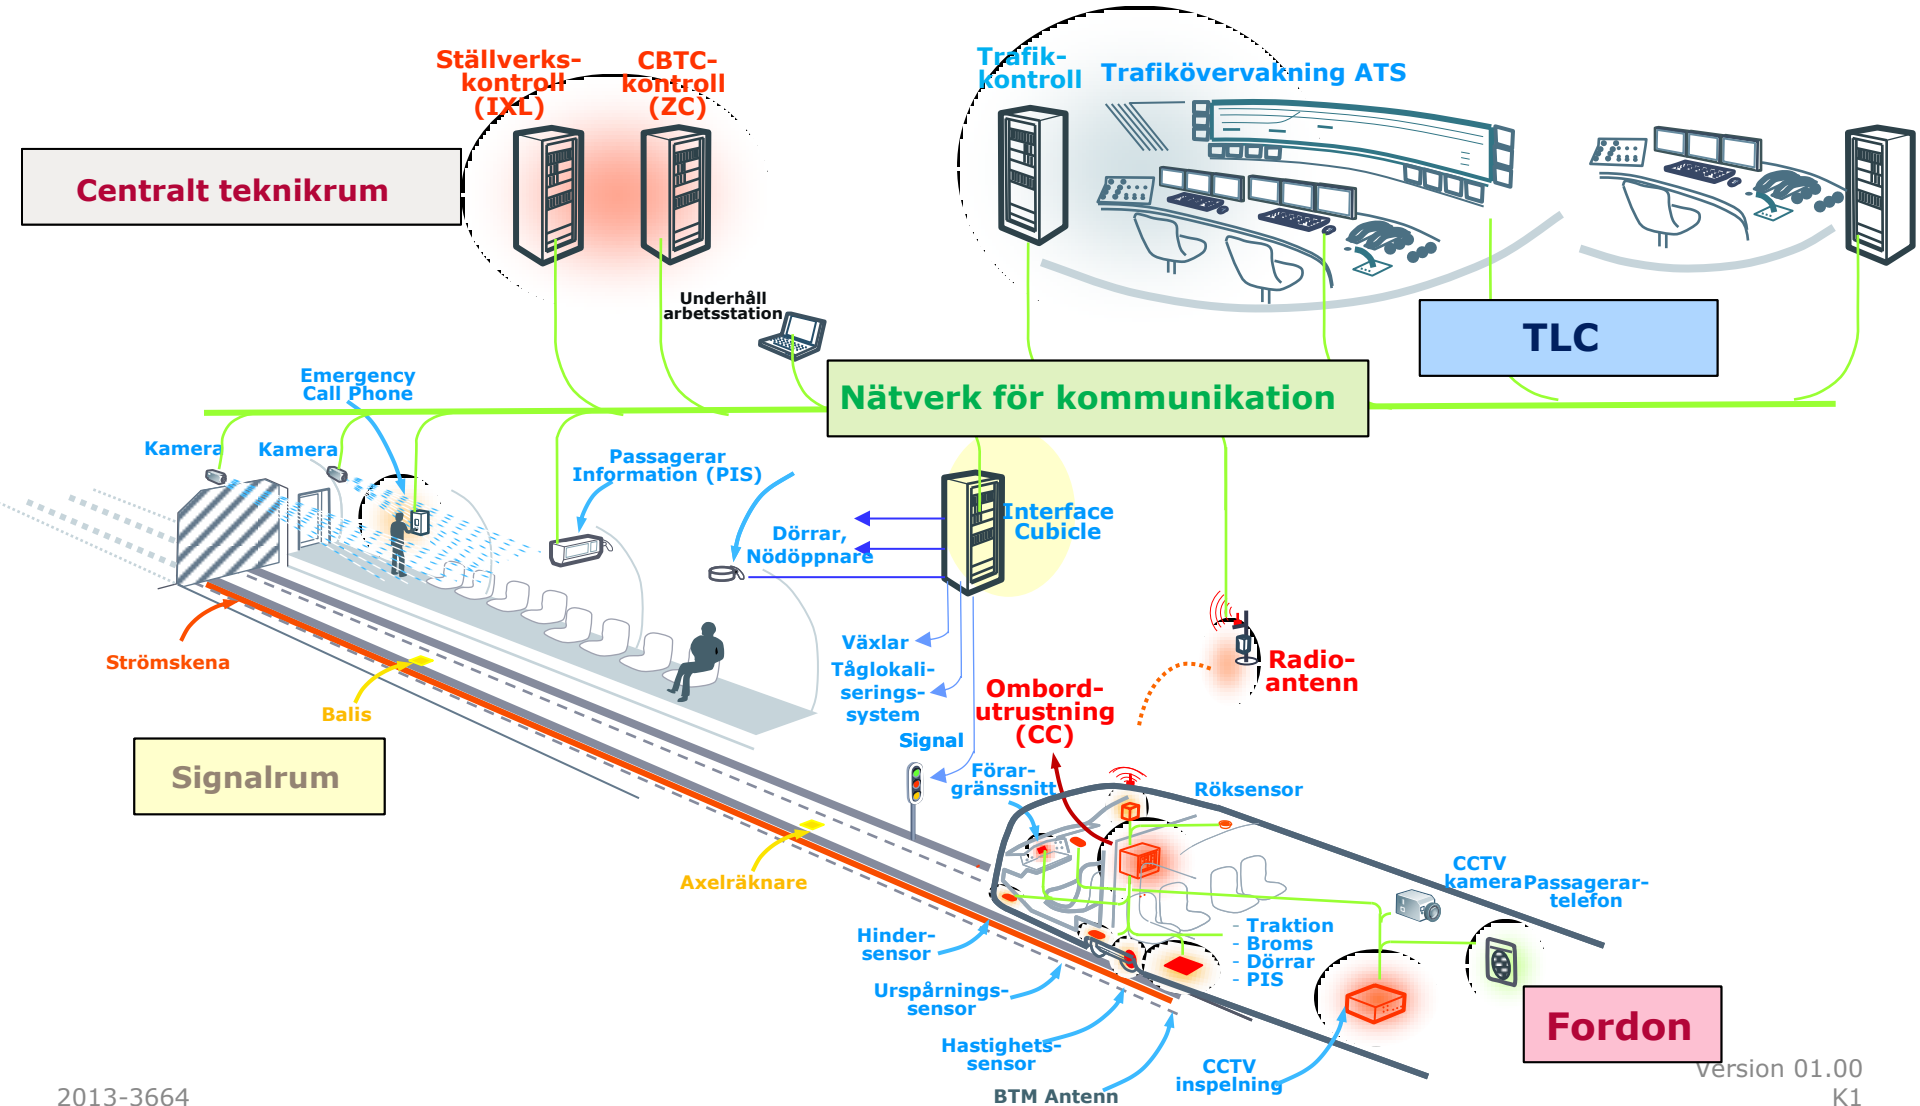 Ställverks-
kontroll
(IXL)
CBTC-
kontroll
(ZC)
Trafik-
kontroll
Trafikövervakning ATS
Centralt teknikrum
Underhåll
arbetsstation
TLC
Nätverk för kommunikation
Emergency
Call Phone
Kamera
Kamera
Passagerar
Information (PIS)
Dörrar,
Nödöppnare
Interface
Cubicle
Växlar
Tåglokali-
serings-
system
Signal
Radio-
antenn
Ombord-
utrustning
(CC)
Strömskena
Balis
Signalrum
Förar-
gränssnitt
Röksensor
Axelräknare
CCTV
kamera
Passagerar-
telefon
Hinder-
sensor
- Traktion
- Broms
- Dörrar
- PIS
Urspårnings-
sensor
Hastighets-
sensor
BTM Antenn
CCTV
inspelning
Fordon
Version 01.00
2013-3664
K1